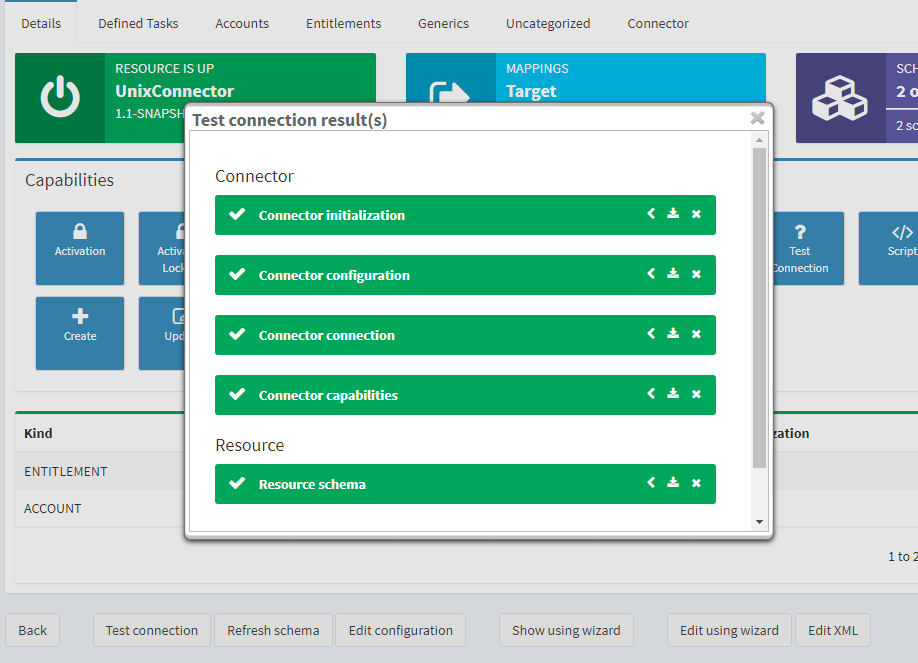 Details Defined Tasks Accounts Entitlements Generics Uncategorized Connector
RESOURCE IS UP
UnixConnector
1.1-SNAPSH
MAPPINGS
Target
SCH
2 o
2 sc
Test connection result(s)
Connector
Connector initialization
Connector configuration
Connector connection
Connector capabilities
Resource
Resource schema
Capabilities
Activation
Activa
Lock
Test
Connection
Script
Create
Upd
Kind
zation
ENTITLEMENT
ACCOUNT
1 to 2
Back Test connection Refresh schema Edit configuration Show using wizard Edit using wizard Edit XML